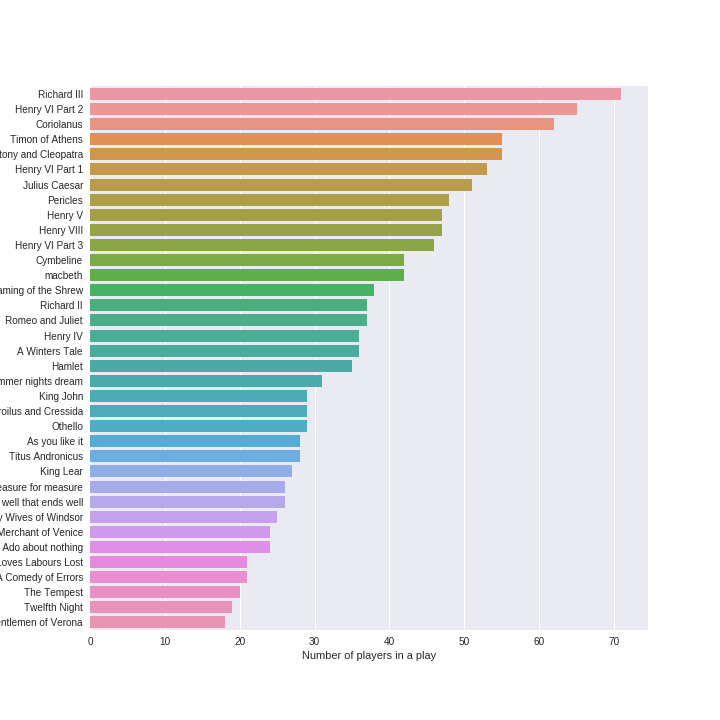 Richard III
Henry VI Part 2
Coriolanus
Timon of Athens
tony and Cleopatra
Henry VI Part 1
Julius Caesar
Pericles
Henry V
Henry VIII
Henry VI Part 3
Cymbeline
macbeth
aming of the Shrew
Richard II
Romeo and Juliet
Henry IV
A Winters Tale
Hamlet
mmer nights dream
King John
roilus and Cressida
Othello
As you like it
Titus Andronicus
King Lear
easure for measure
well that ends well
y Wives of Windsor
Merchant of Venice
Ado about nothing
Loves Labours Lost
A Comedy of Errors
The Tempest
Twelfth Night
entlemen of Verona
0 10 20 30 40 50 60 70
Number of players in a play